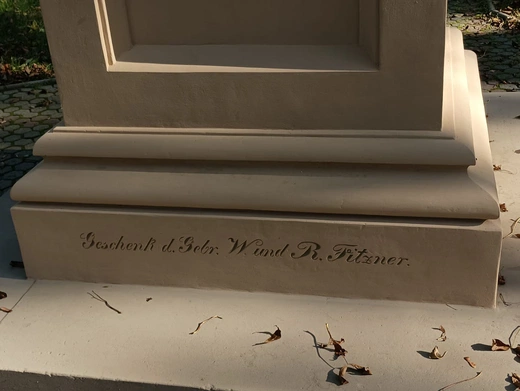 Geschenk d. Gebr. W und R. Fitzner.